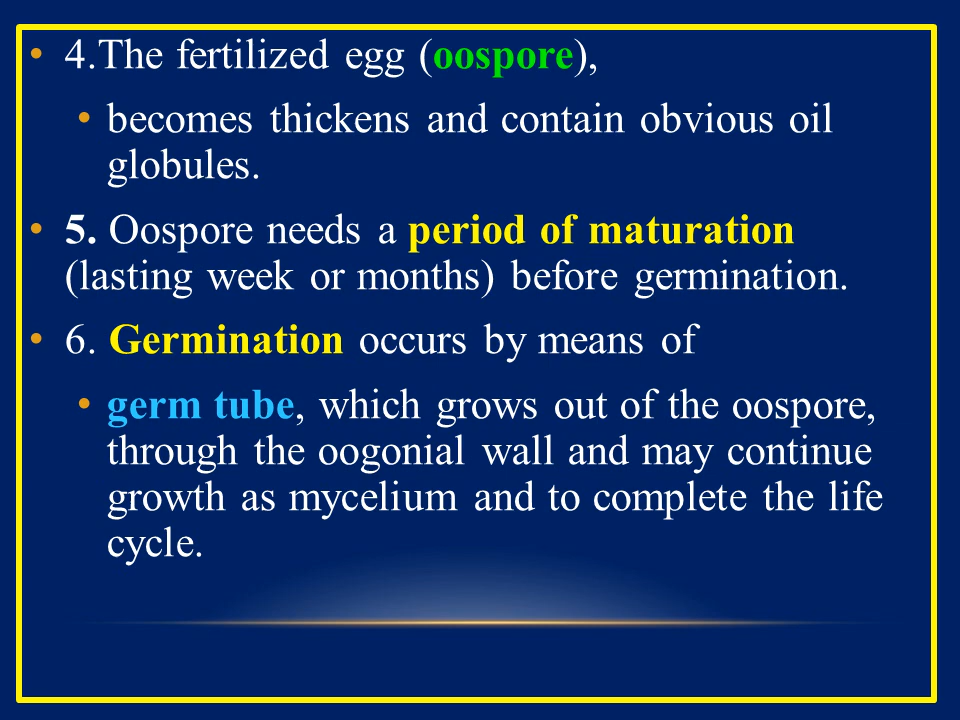 • 4.The fertilized egg (oospore),
• becomes thickens and contain obvious oil
globules.
• 5. Oospore needs a period of maturation
(lasting week or months) before germination.
• 6. Germination occurs by means of
• germ tube, which grows out of the oospore,
through the oogonial wall and may continue
growth as mycelium and to complete the life
cycle.